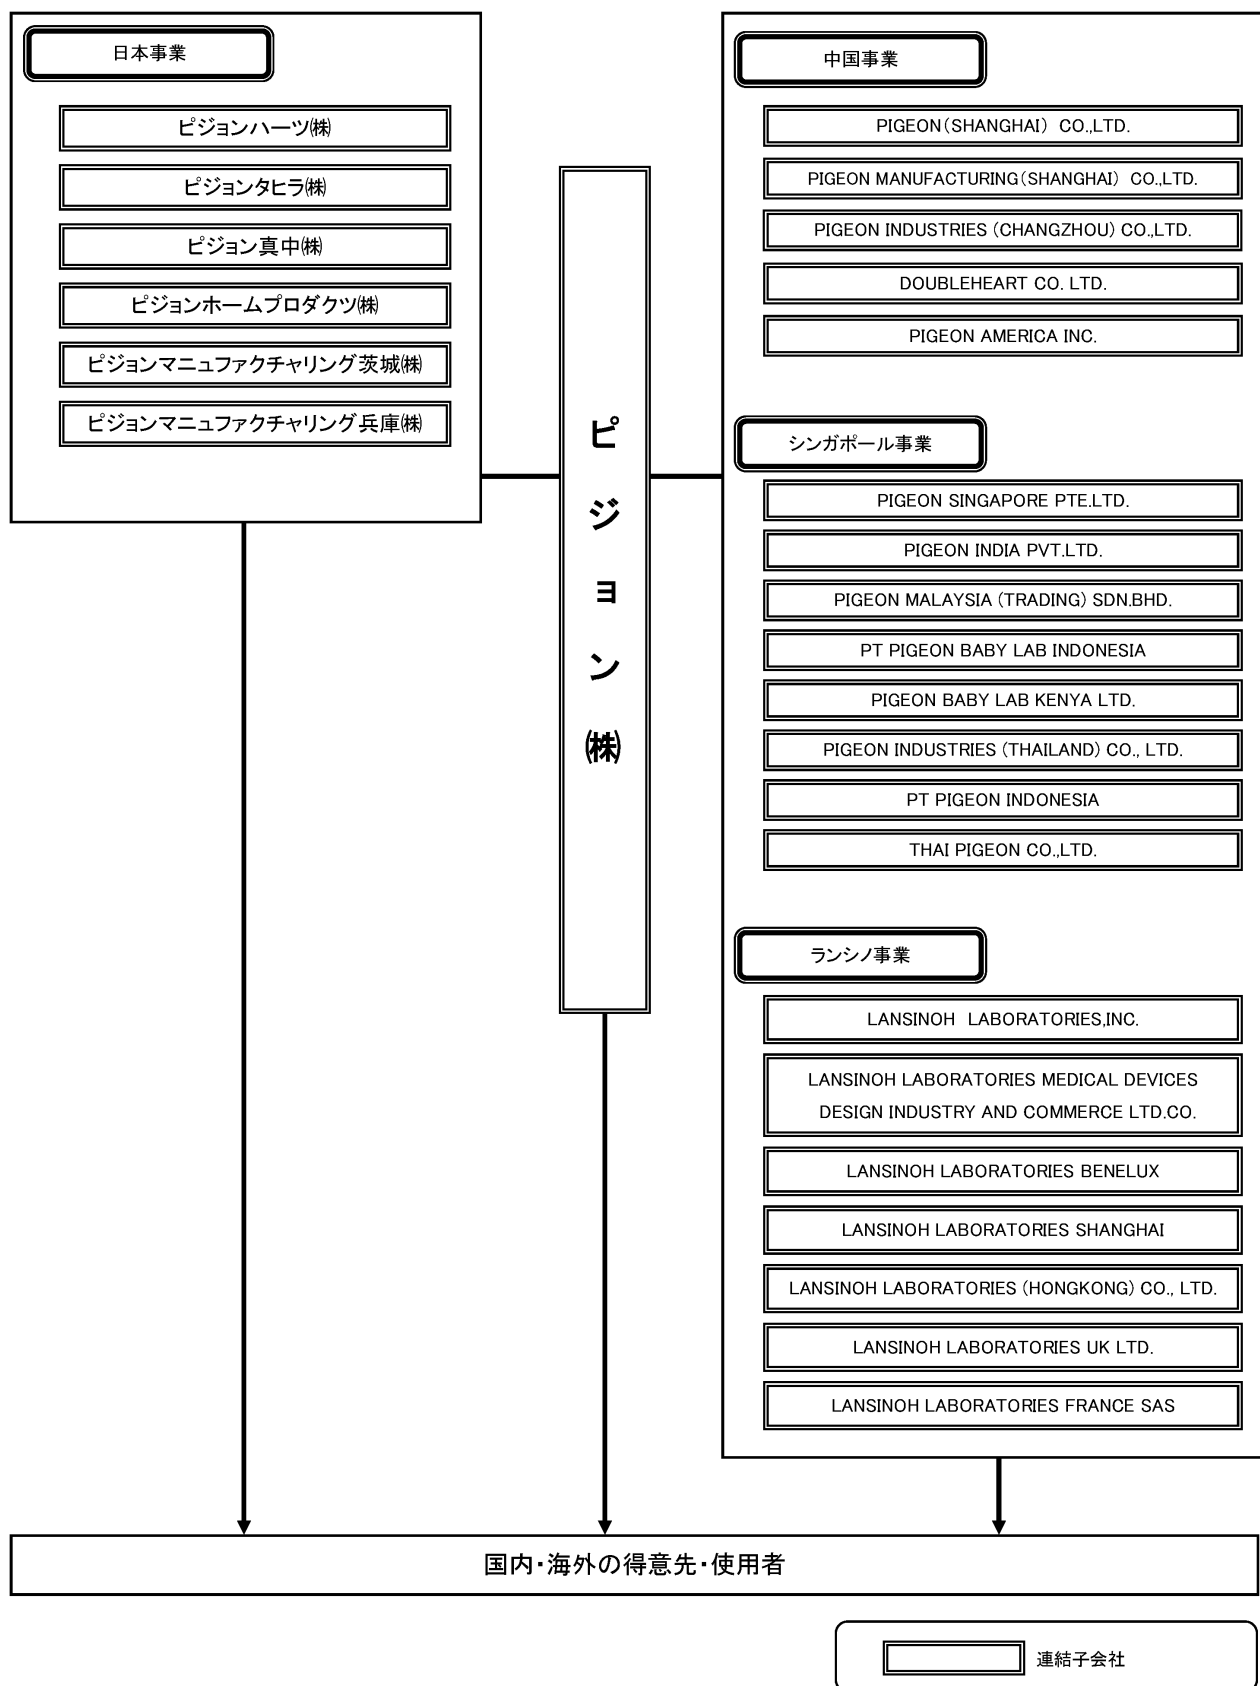 日本事業
ピジョンハーツ㈱
ピジョンタヒラ㈱
ピジョン真中㈱
ピジョンホームプロダクツ㈱
ピジョンマニュファクチャリング茨城㈱
ピジョンマニュファクチャリング兵庫㈱
ピジョン㈱
中国事業
PIGEON(SHANGHAI) CO.,LTD.
PIGEON MANUFACTURING(SHANGHAI) CO.,LTD.
PIGEON INDUSTRIES (CHANGZHOU) CO.,LTD.
DOUBLEHEART CO. LTD.
PIGEON AMERICA INC.
シンガポール事業
PIGEON SINGAPORE PTE.LTD.
PIGEON INDIA PVT.LTD.
PIGEON MALAYSIA (TRADING) SDN.BHD.
PT PIGEON BABY LAB INDONESIA
PIGEON BABY LAB KENYA LTD.
PIGEON INDUSTRIES (THAILAND) CO., LTD.
PT PIGEON INDONESIA
THAI PIGEON CO.,LTD.
ランシノ事業
LANSINOH LABORATORIES,INC.
LANSINOH LABORATORIES MEDICAL DEVICES
DESIGN INDUSTRY AND COMMERCE LTD.CO.
LANSINOH LABORATORIES BENELUX
LANSINOH LABORATORIES SHANGHAI
LANSINOH LABORATORIES (HONGKONG) CO., LTD.
LANSINOH LABORATORIES UK LTD.
LANSINOH LABORATORIES FRANCE SAS
国内・海外の得意先・使用者
連結子会社